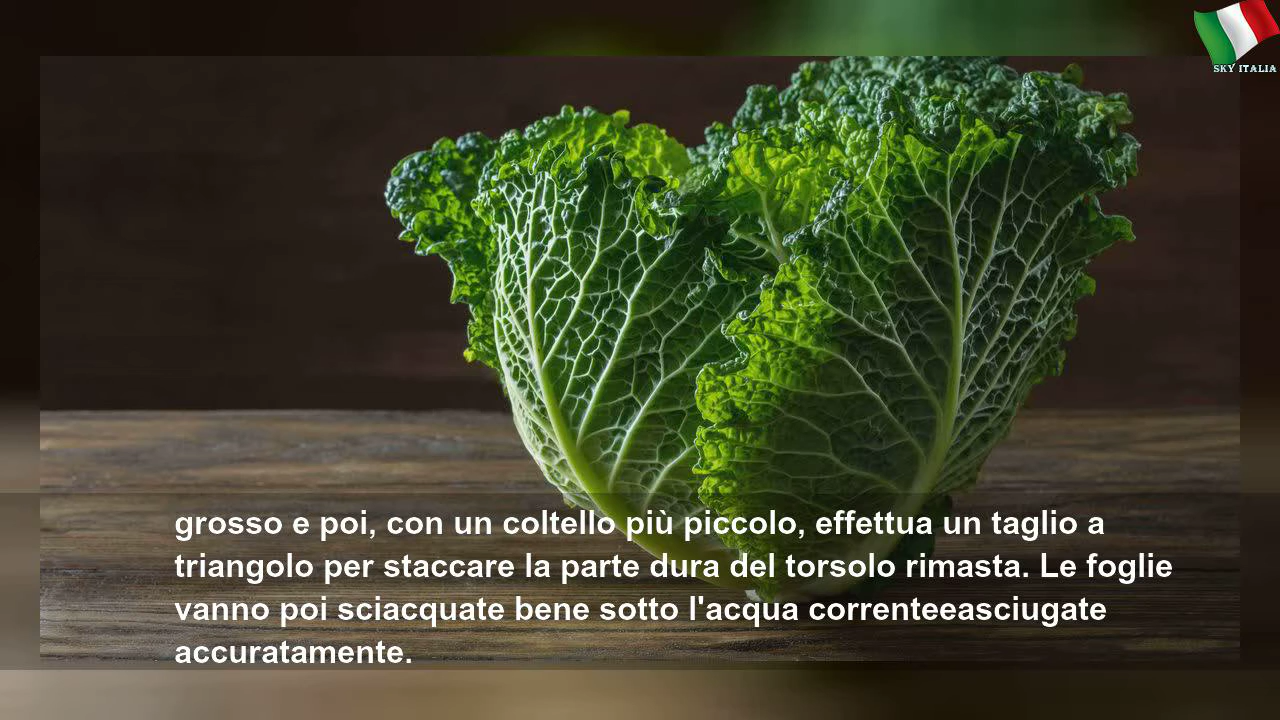 SKY ITALIA
grosso e poi, con un coltello più piccolo, effettua un taglio a
triangolo per staccare la parte dura del torsolo rimasta. Le foglie
vanno poi sciacquate bene sotto l'acqua correnteeasciugate
accuratamente.